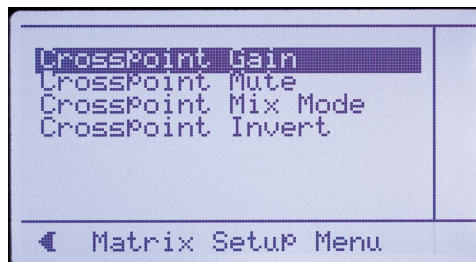 Crosspoint Gain
Crosspoint Mute
Crosspoint Mix Mode
Crosspoint Invert
Matrix Setup Menu